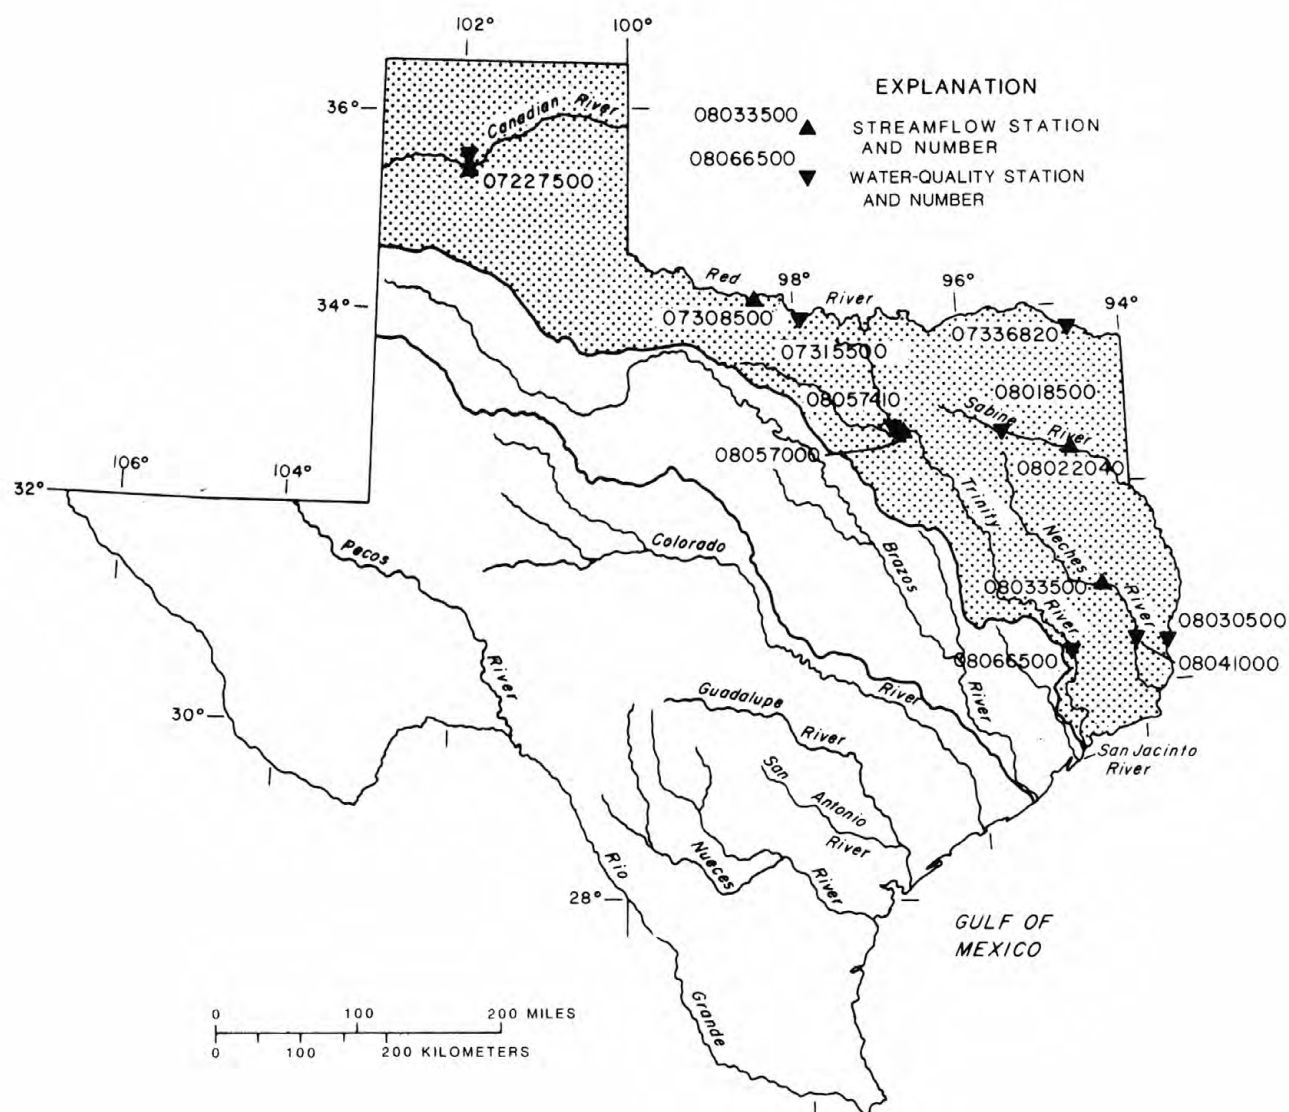 102°
100°
36°
Canadian River
07227500
EXPLANATION
08033500
STREAMFLOW STATION
AND NUMBER
08066500
WATER-QUALITY STATION
AND NUMBER
34°
Red
98°
River
96°
94°
07308500
07315500
07336820
08057410
08018500
Sabine
River
08057000
08022040
32°
106°
104°
Pecos
River
Colorado
River
Brazos
River
Trinity
River
Neches
River
08033500
08030500
08066500
08041000
30°
Guadalupe
River
San
Antonio
River
San Jacinto
River
Nueces
River
Rio
Grande
28°
GULF OF
MEXICO
0 100 200 MILES
0 100 200 KILOMETERS